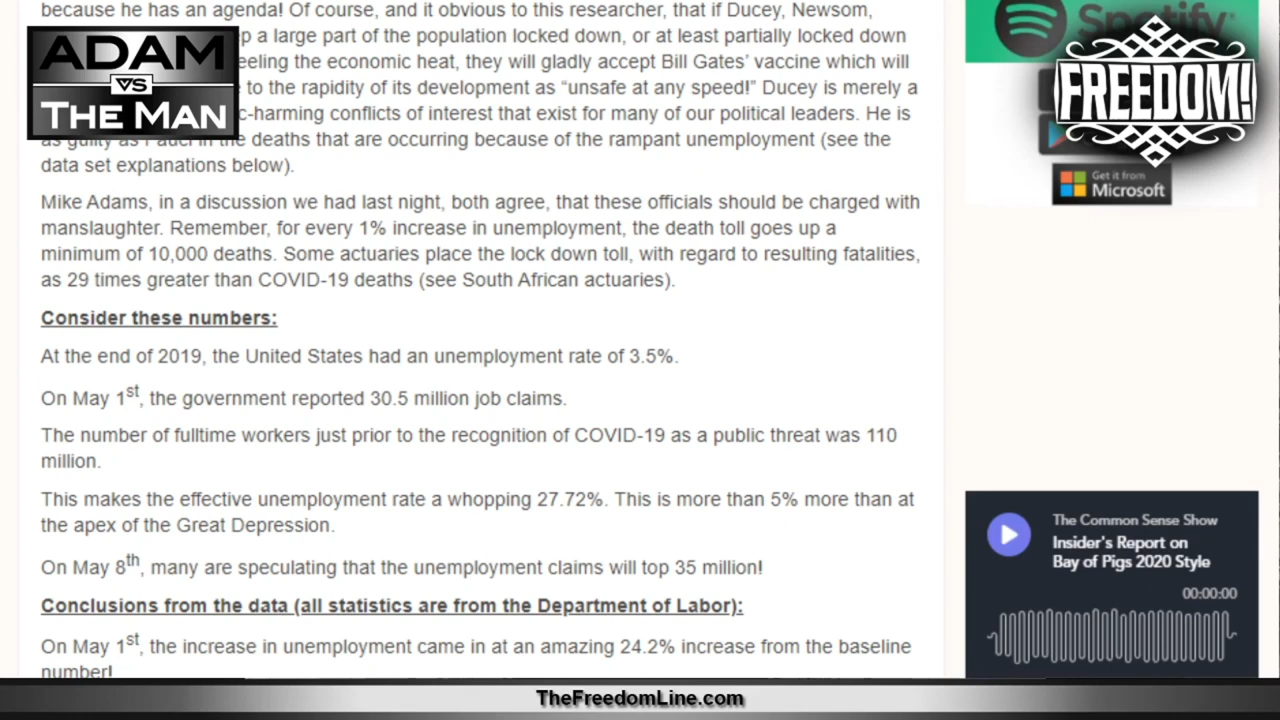 because he has an agenda! Of course, and it obvious to this researcher, that if Ducey, Newsom,
a large part of the population locked down, or at least partially locked down
the economic heat, they will gladly accept Bill Gates' vaccine which will
to the rapidity of its development as “unsafe at any speed!” Ducey is merely a
-harming conflicts of interest that exist for many of our political leaders. He is
as guilty as Fauci in the deaths that are occurring because of the rampant unemployment (see the
data set explanations below).
Mike Adams, in a discussion we had last night, both agree, that these officials should be charged with
manslaughter. Remember, for every 1% increase in unemployment, the death toll goes up a
minimum of 10,000 deaths. Some actuaries place the lock down toll, with regard to resulting fatalities,
as 29 times greater than COVID-19 deaths (see South African actuaries).
Consider these numbers:
At the end of 2019, the United States had an unemployment rate of 3.5%.
On May 1st, the government reported 30.5 million job claims.
The number of fulltime workers just prior to the recognition of COVID-19 as a public threat was 110
million.
This makes the effective unemployment rate a whopping 27.72%. This is more than 5% more than at
the apex of the Great Depression.
On May 8th, many are speculating that the unemployment claims will top 35 million!
Conclusions from the data (all statistics are from the Department of Labor):
On May 1st, the increase in unemployment came in at an amazing 24.2% increase from the baseline
number!
ADAM
VS
THE MAN
Spotify
FREEDOM!
Get it from
Microsoft
The Common Sense Show
Insider's Report on
Bay of Pigs 2020 Style
00:00:00
TheFreedomLine.com